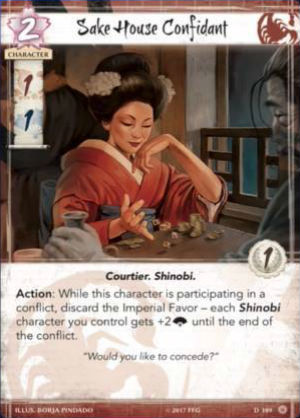 2
Sake House Confidant
CHARACTER
1
1
1
Courtier. Shinobi.
Action: While this character is participating in a
conflict, discard the Imperial Favor – each Shinobi
character you control gets +2 until the end of
the conflict.
"Would you like to concede?"
ILLUS. BORJA PINDADO
© 2017 FFG